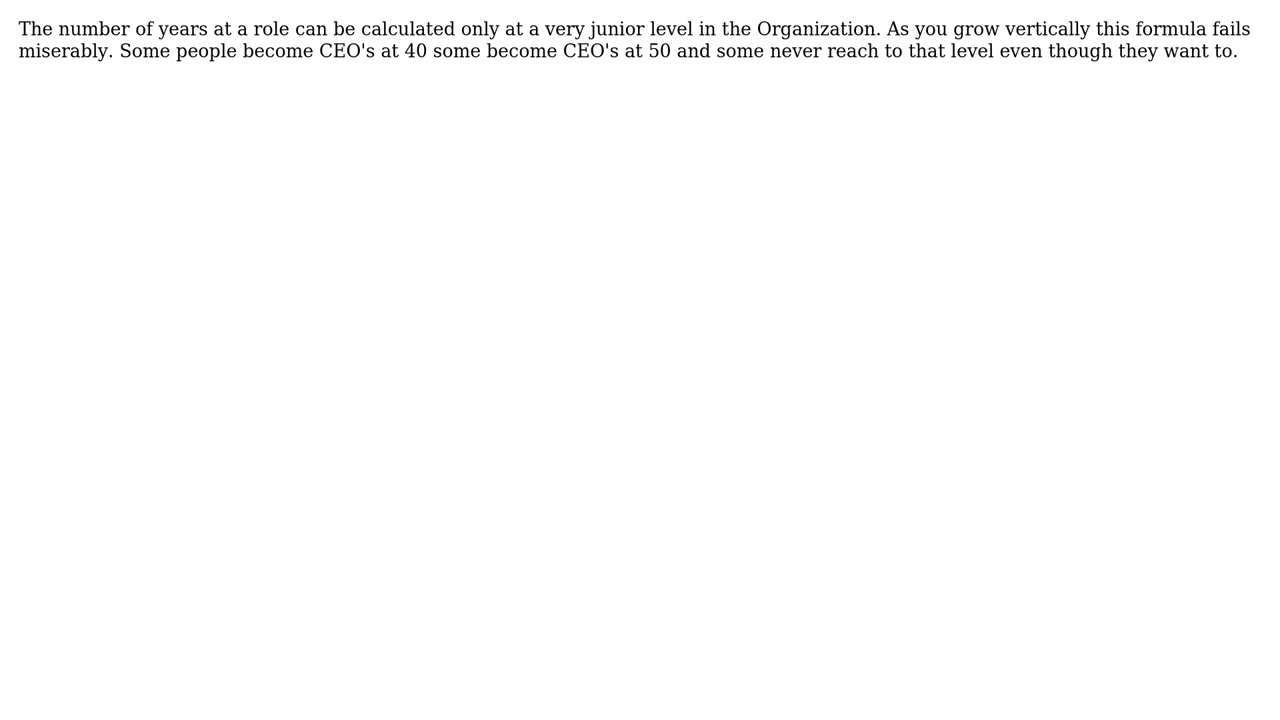 The number of years at a role can be calculated only at a very junior level in the Organization. As you grow vertically this formula fails
miserably. Some people become CEO's at 40 some become CEO's at 50 and some never reach to that level even though they want to.